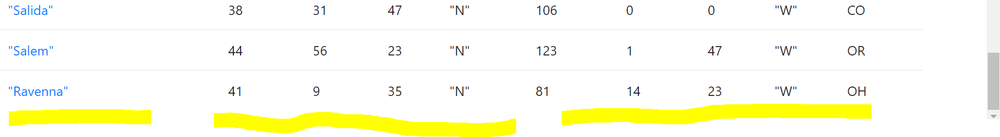 "Salida" 38 31 47 "N" 106 0 0 "W" CO
"Salem" 44 56 23 "N" 123 1 47 "W" OR
"Ravenna" 41 9 35 "N" 81 14 23 "W" OH